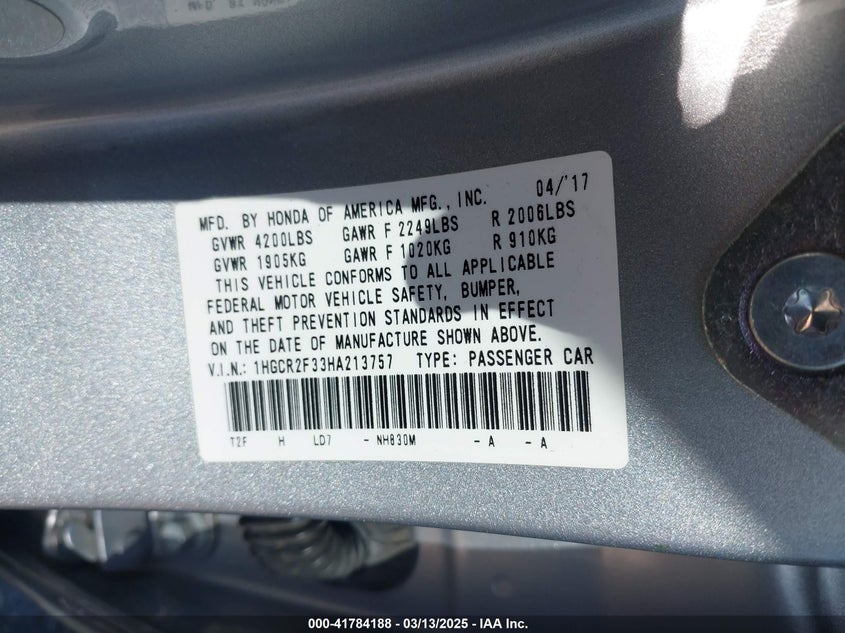 MFD. BY HONDA OF AMERICA MFG., INC. 04/'17
GVWR 4200LBS GAWR F 2249LBS R 2006LBS
GVWR 1905KG GAWR F 1020KG R 910KG
THIS VEHICLE CONFORMS TO ALL APPLICABLE
FEDERAL MOTOR VEHICLE SAFETY, BUMPER,
AND THEFT PREVENTION STANDARDS IN EFFECT
ON THE DATE OF MANUFACTURE SHOWN ABOVE.
V.I.N.: 1HGCR2F33HA213757 TYPE: PASSENGER CAR
T2F H LD7 - NH830M - A - A
000-41784188 - 03/13/2025 - IAA Inc.